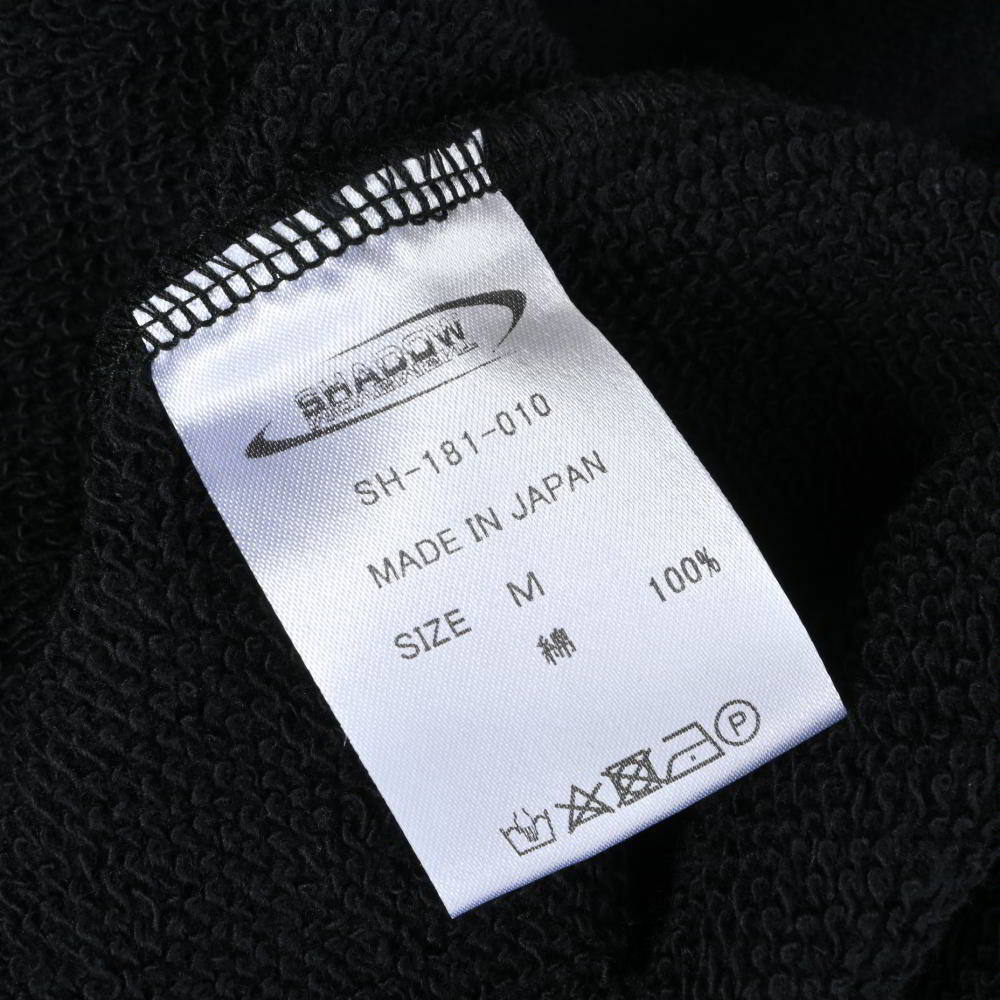 SHADOW
SH-181-010
MADE IN JAPAN
SIZE M
綿 100%
P